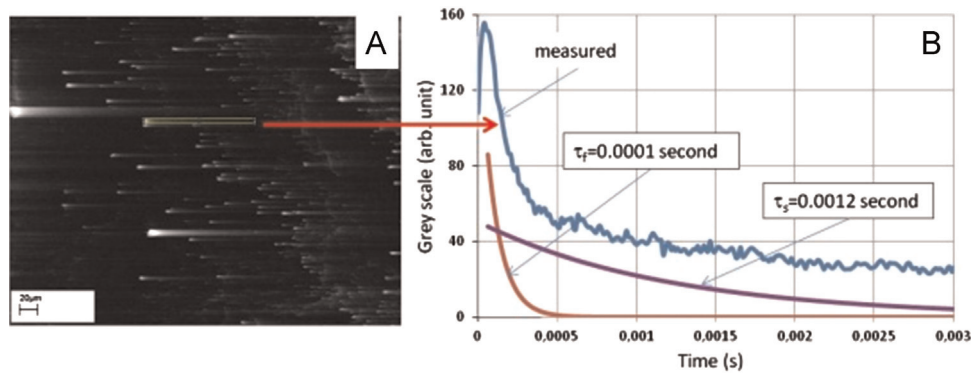 A
20µm
B
160
120
80
40
0
Grey scale (arb. unit)
measured
τf=0.0001 second
τs=0.0012 second
0
0,0005
0,001
0,0015
0,002
0,0025
0,003
Time (s)